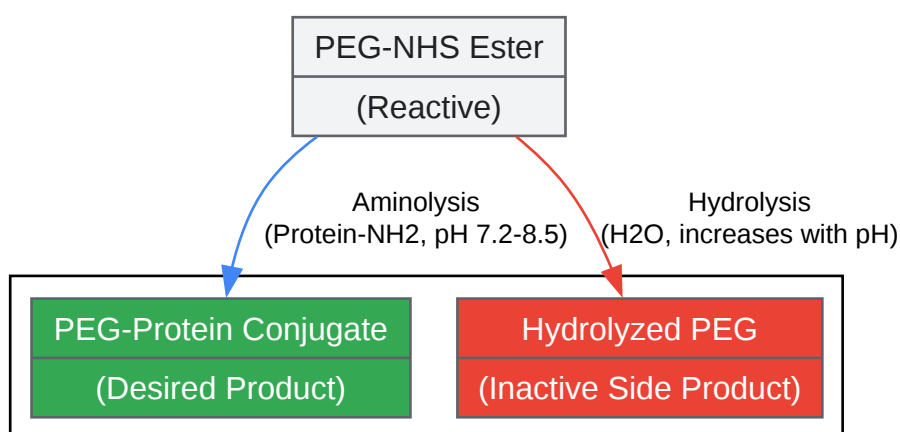 PEG-NHS Ester
(Reactive)
Aminolysis
(Protein-NH2, pH 7.2-8.5)
Hydrolysis
(H2O, increases with pH)
PEG-Protein Conjugate
(Desired Product)
Hydrolyzed PEG
(Inactive Side Product)